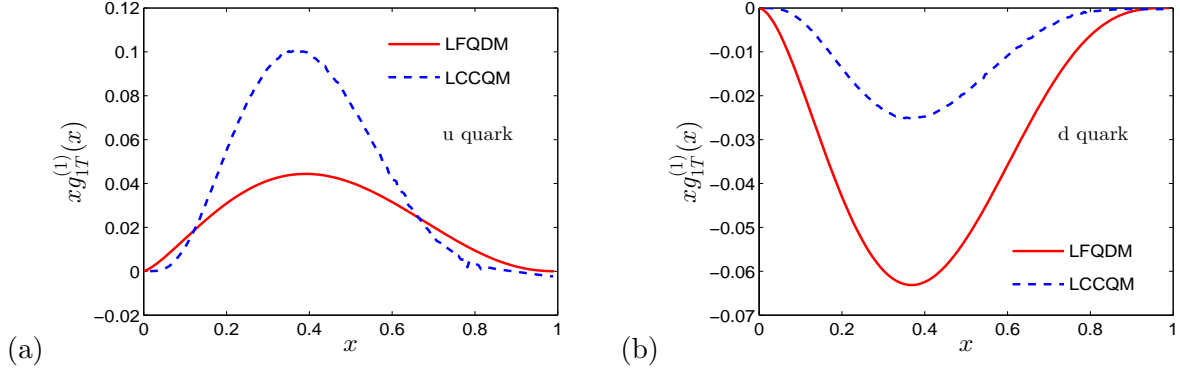 0.12
0.1
0.08
0.06
0.04
0.02
0
−0.02
xg_{1T}^{(1)}(x)
LFQDM
LCCQM
u quark
0 0.2 0.4 0.6 0.8 1
x
(a)
0
−0.01
−0.02
−0.03
−0.04
−0.05
−0.06
−0.07
xg_{1T}^{(1)}(x)
d quark
LFQDM
LCCQM
0 0.2 0.4 0.6 0.8 1
x
(b)